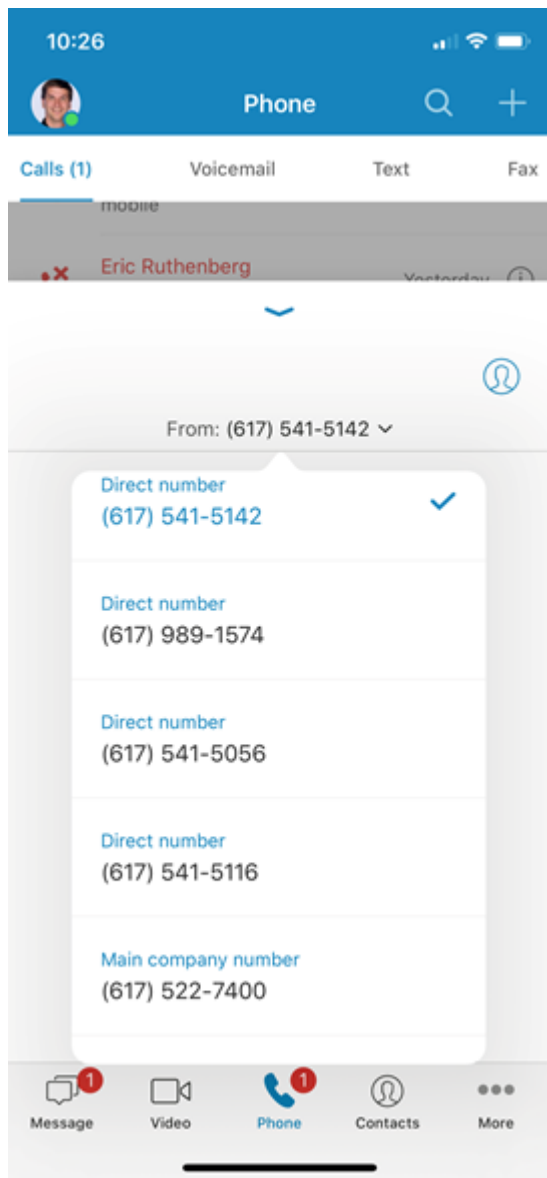 10:26
Phone
Calls (1) Voicemail Text Fax
mobile
Eric Ruthenberg Yesterday
From: (617) 541-5142
Direct number
(617) 541-5142
Direct number
(617) 989-1574
Direct number
(617) 541-5056
Direct number
(617) 541-5116
Main company number
(617) 522-7400
1 1
Message Video Phone Contacts More